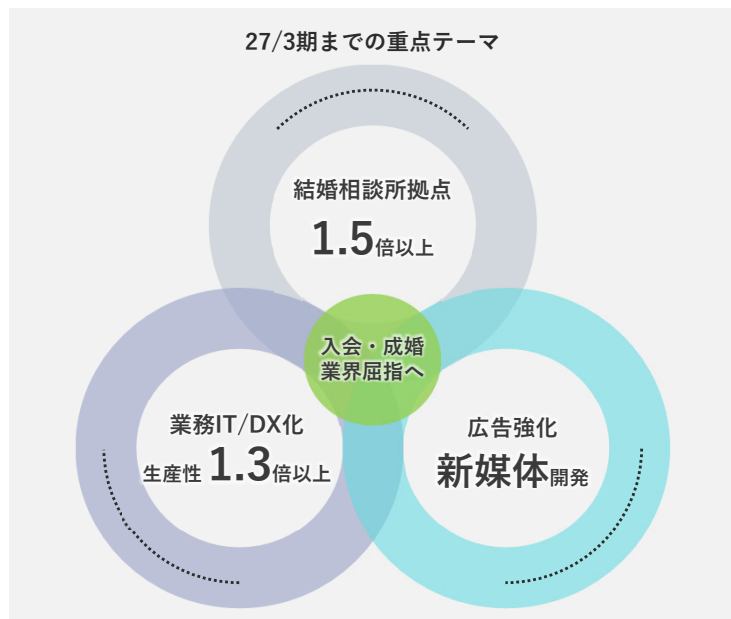 27/3期までの重点テーマ
結婚相談所拠点
1.5倍以上
入会・成婚
業界屈指へ
業務IT/DX化
生産性 1.3倍以上
広告強化
新媒体開発